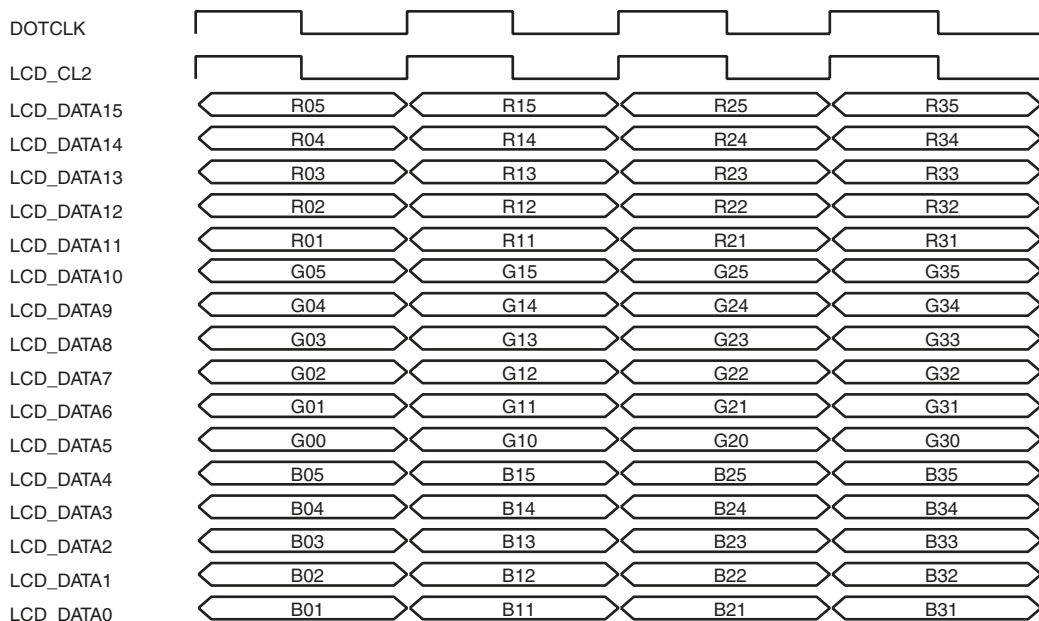 DOTCLK
LCD_CL2
LCD_DATA15 R05 R15 R25 R35
LCD_DATA14 R04 R14 R24 R34
LCD_DATA13 R03 R13 R23 R33
LCD_DATA12 R02 R12 R22 R32
LCD_DATA11 R01 R11 R21 R31
LCD_DATA10 G05 G15 G25 G35
LCD_DATA9 G04 G14 G24 G34
LCD_DATA8 G03 G13 G23 G33
LCD_DATA7 G02 G12 G22 G32
LCD_DATA6 G01 G11 G21 G31
LCD_DATA5 G00 G10 G20 G30
LCD_DATA4 B05 B15 B25 B35
LCD_DATA3 B04 B14 B24 B34
LCD_DATA2 B03 B13 B23 B33
LCD_DATA1 B02 B12 B22 B32
LCD_DATA0 B01 B11 B21 B31